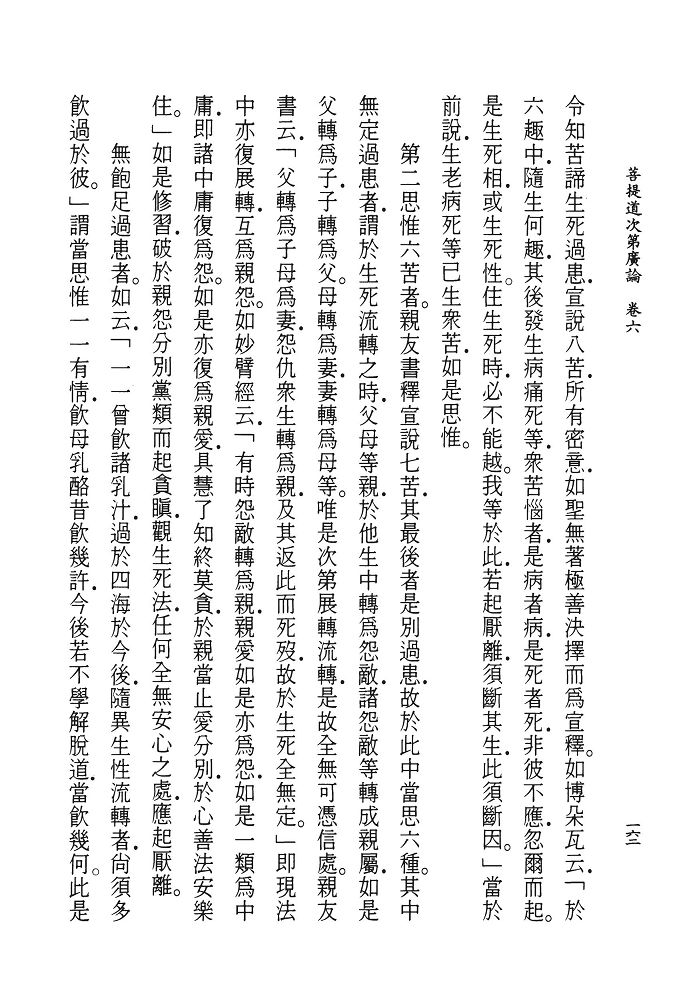 菩提道次第廣論　卷六
一六三
令知苦諦生死過患.宣說八苦.所有密意.如聖無著極善決擇而爲宣釋。如博朵瓦云.「於
六趣中.隨生何趣.其後發生病痛死等.衆苦惱者.是病者病.是死者死.非彼不應.忽爾而起。
是生死相.或生死性。住生死時.必不能越。我等於此.若起厭離.須斷其生.此須斷因。」當於
前說.生老病死等已生衆苦.如是思惟。
第二思惟六苦者。親友書釋宣說七苦.其最後者是別過患.故於此中當思六種。其中
無定過患者.謂於生死流轉之時.父母等親.於他生中轉爲怨敵.諸怨敵等轉成親屬.如是
父轉爲子.子轉爲父。母轉爲妻.妻轉爲母等。唯是次第展轉流轉.是故全無可憑信處。親友
書云.「父轉爲子母爲妻.怨仇衆生轉爲親.及其返此而死歿.故於生死全無定。」即現法
中亦復展轉.互爲親怨。如妙臂經云.「有時怨敵轉爲親.親愛如是亦爲怨.如是一類爲中
庸.即諸中庸復爲怨。如是亦復爲親愛.具慧了知終莫貪.於親當止愛分別.於心善法安樂
住。」如是修習.破於親怨分別黨類而起貪瞋.觀生死法.任何全無安心之處.應起厭離。
無飽足過患者。如云.「一一曾飲諸乳汁.過於四海於今後.隨異生性流轉者.尙須多
飲過於彼。」謂當思惟一一有情.飲母乳酪昔飲幾許.今後若不學解脫道.當飲幾何。此是